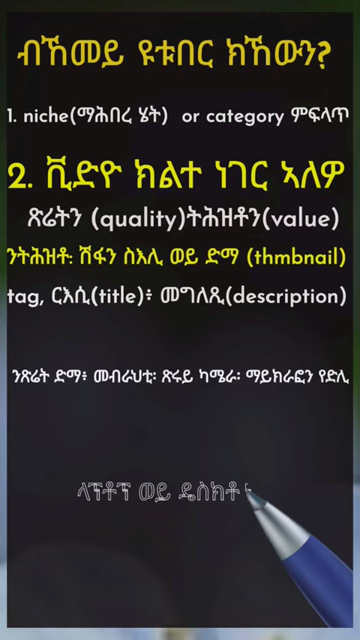 ብኸመይ ዩቱበር ክኸውን?
1. niche(ማሕበረ ሄት) or category ምፍላጥ
2. ቪድዮ ክልተ ነገር ኣለዎ
ጽሬትን (quality)ትሕዝቶን(value)
ንትሕዝቶ: ሽፋን ስእሊ ወይ ድማ (thmbnail)
tag, ርእሲ(title)፥ መግለጺ(description)
ንጽሬት ድማ፥ መብራህቲ፡ ጽሩይ ካሜራ፡ ማይክራፎን የድሊ
ላፕቶፕ ወይ ዴስክቶ